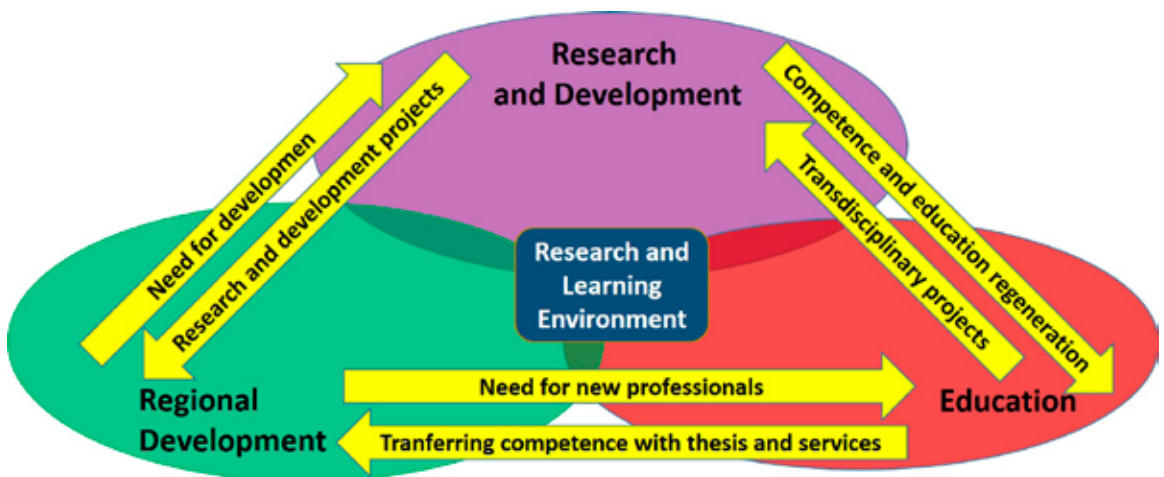 Research
and Development
Need for developmen
Research and development projects
Competence and education regeneration
Transdisciplinary projects
Research and
Learning
Environment
Regional
Development
Need for new professionals
Education
Tranferring competence with thesis and services